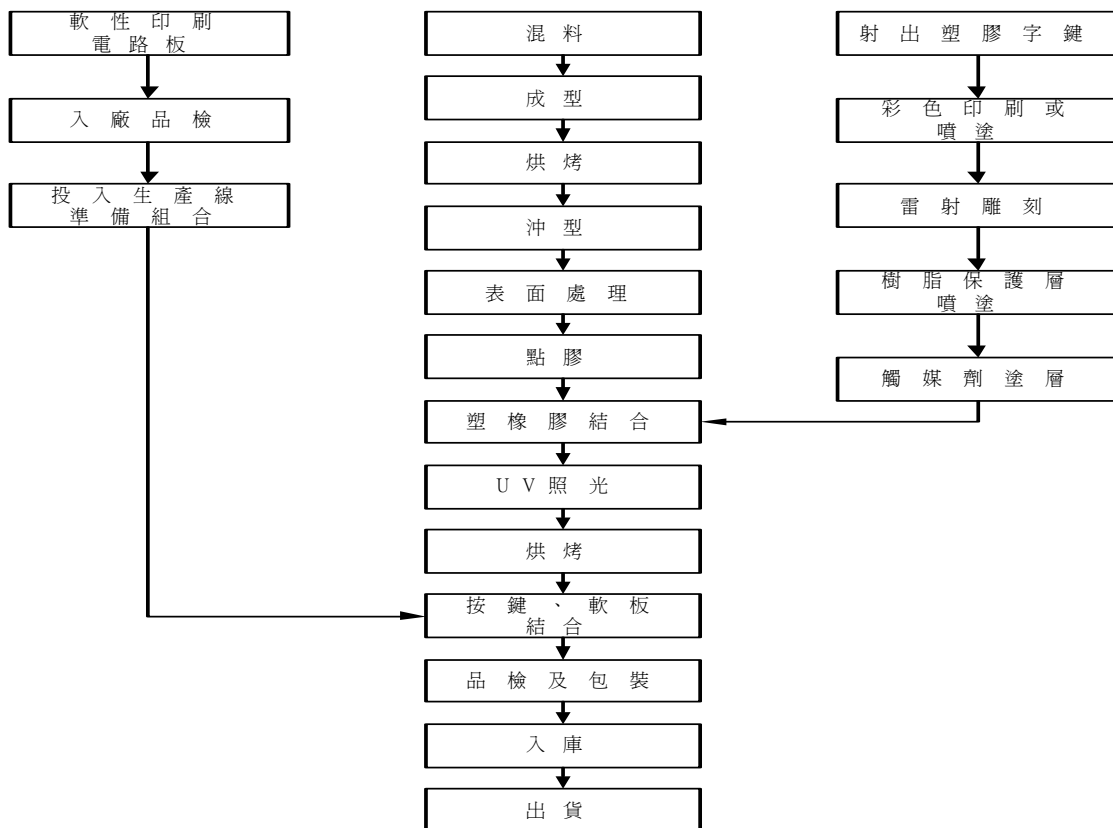 軟性印刷
電路板
入廠品檢
投入生產線
準備組合
混料
成型
烘烤
沖型
表面處理
點膠
塑橡膠結合
UV照光
烘烤
按鍵、軟板
結合
品檢及包裝
入庫
出貨
射出塑膠字鍵
彩色印刷或
噴塗
雷射雕刻
樹脂保護層
噴塗
觸媒劑塗層